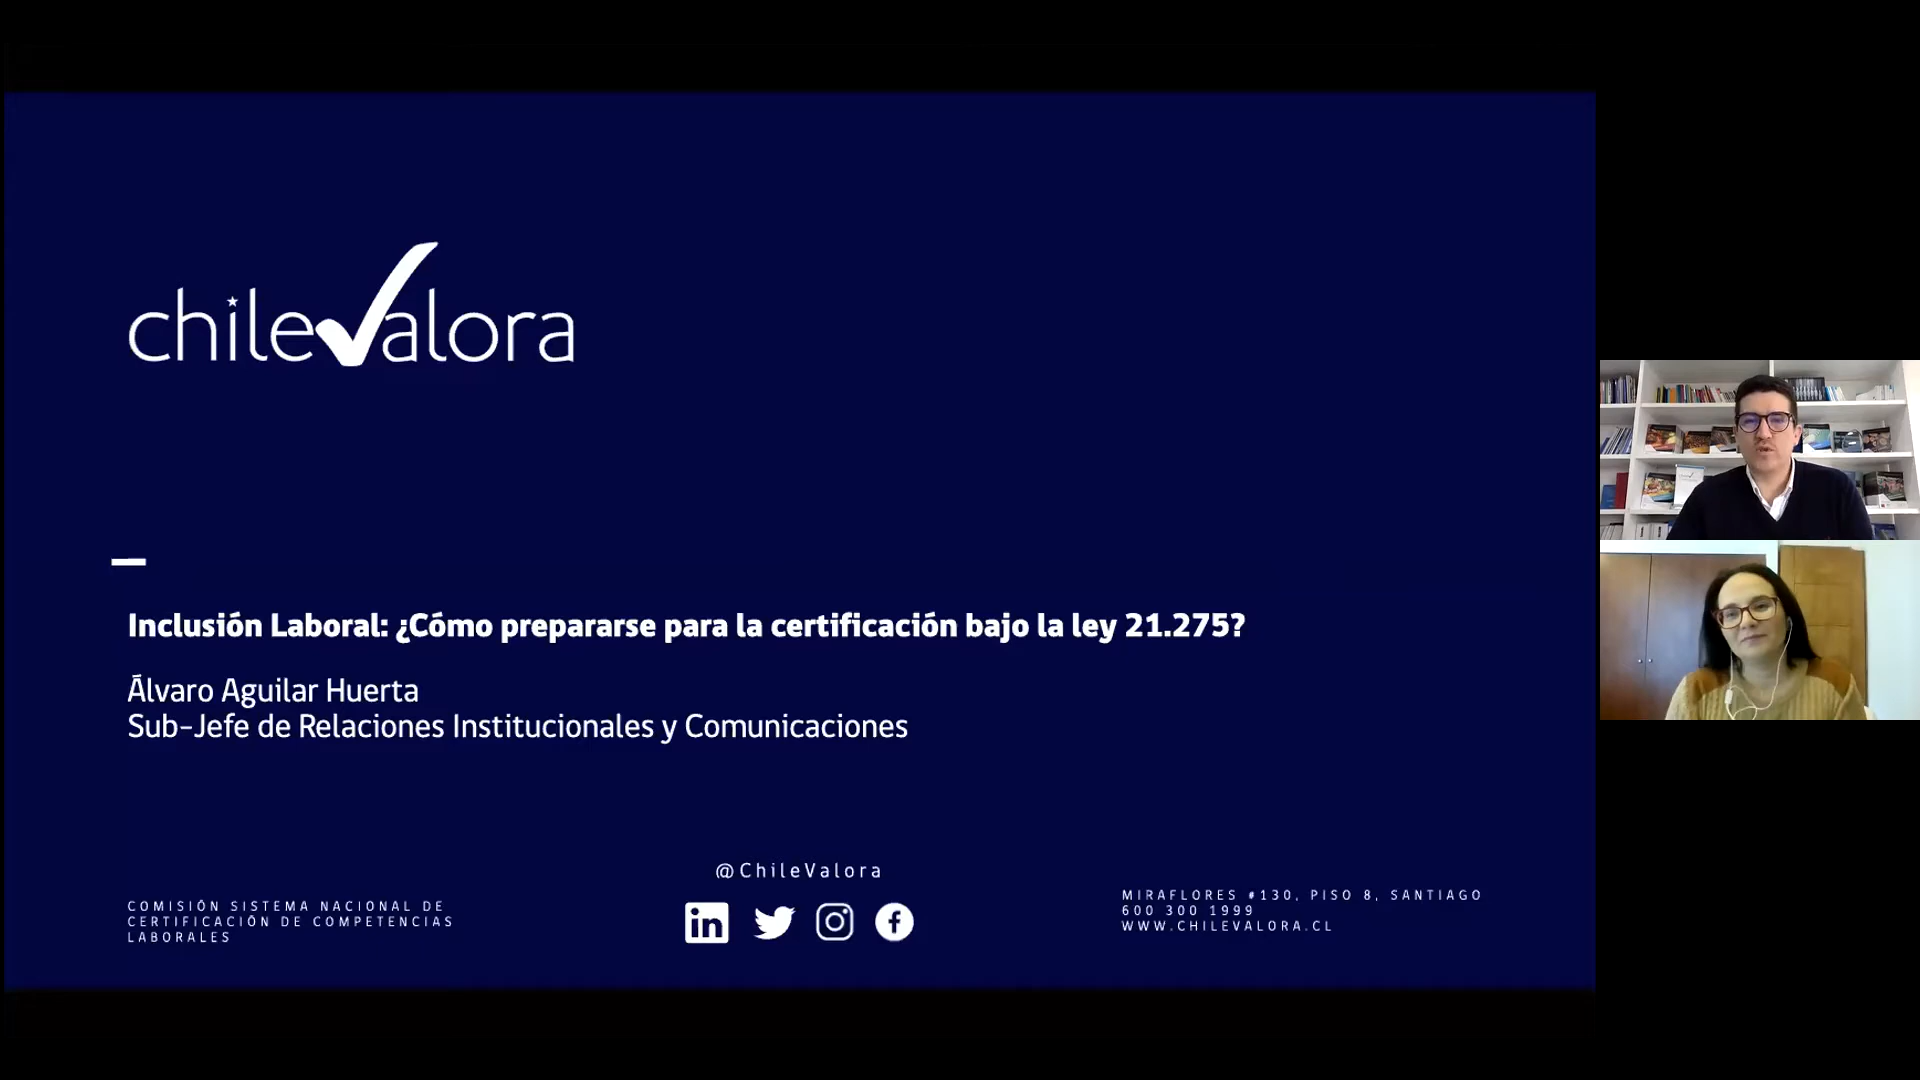 chilevalora
Inclusión Laboral: ¿Cómo prepararse para la certificación bajo la ley 21.275?
Álvaro Aguilar Huerta
Sub-Jefe de Relaciones Institucionales y Comunicaciones
@ChileValora
COMISIÓN SISTEMA NACIONAL DE
CERTIFICACIÓN DE COMPETENCIAS
LABORALES
MIRAFLORES #130, PISO 8, SANTIAGO
600 300 1999
WWW.CHILEVALORA.CL